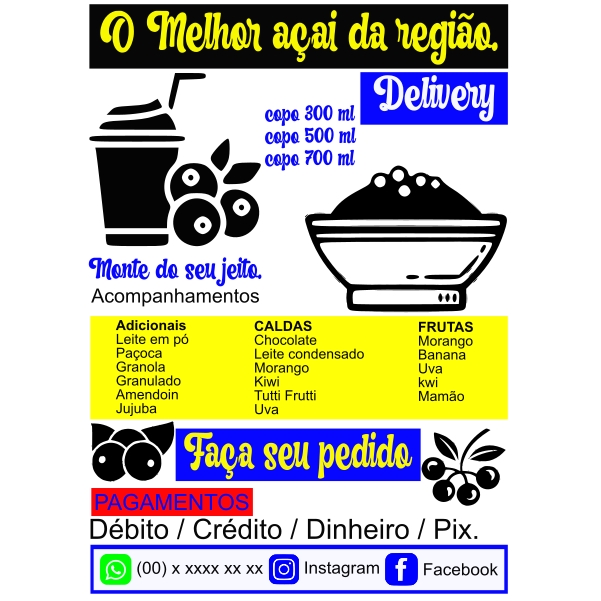 O Melhor açai da região.
Delivery
copo 300 ml
copo 500 ml
copo 700 ml
Monte do seu jeito.
Acompanhamentos
Adicionais
Leite em pó
Paçoca
Granola
Granulado
Amendoin
Jujuba
CALDAS
Chocolate
Leite condensado
Morango
Kiwi
Tutti Frutti
Uva
FRUTAS
Morango
Banana
Uva
kwi
Mamão
Faça seu pedido
PAGAMENTOS
Débito / Crédito / Dinheiro / Pix.
(00) x xxxx xx xx Instagram Facebook